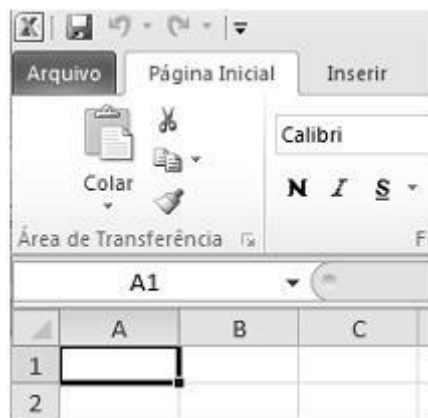 Arquivo Página Inicial Inserir
Calibri
Colar
N I S
Área de Transferência F
A1
A B C
1
2